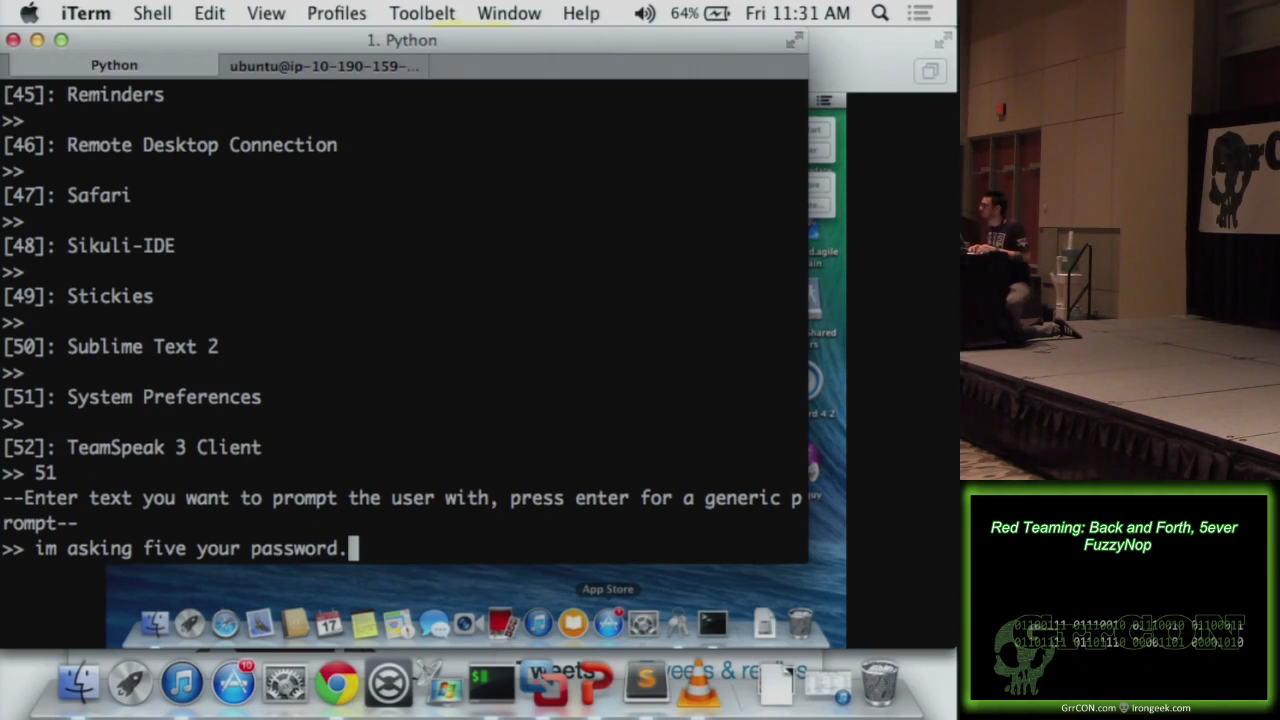 iTerm Shell Edit View Profiles Toolbelt Window Help 64% Fri 11:31 AM
1. Python
Python ubuntu@ip-10-190-159-...
[45]: Reminders
>>
[46]: Remote Desktop Connection
>>
[47]: Safari
>>
[48]: Sikuli-IDE
>>
[49]: Stickies
>>
[50]: Sublime Text 2
>>
[51]: System Preferences
>>
[52]: TeamSpeak 3 Client
>> 51
--Enter text you want to prompt the user with, press enter for a generic p
rompt--
>> im asking five your password.
App Store
17
10
Red Teaming: Back and Forth, 5ever
FuzzyNop
GrrCON
GrrCON.com Irongeek.com